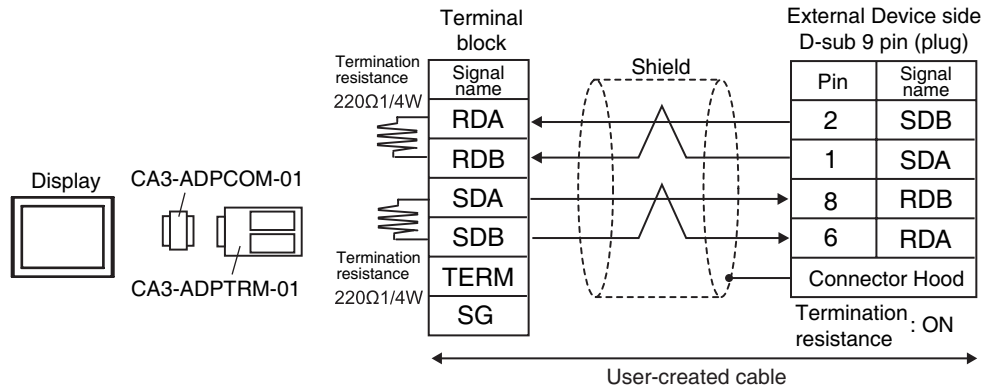 Display
CA3-ADPCOM-01
CA3-ADPTRM-01
Terminal
block
Termination
resistance
220Ω1/4W
Signal
name
RDA
RDB
SDA
SDB
TERM
SG
Termination
resistance
220Ω1/4W
Shield
External Device side
D-sub 9 pin (plug)
Pin Signal
name
2 SDB
1 SDA
8 RDB
6 RDA
Connector Hood
Termination
resistance : ON
User-created cable